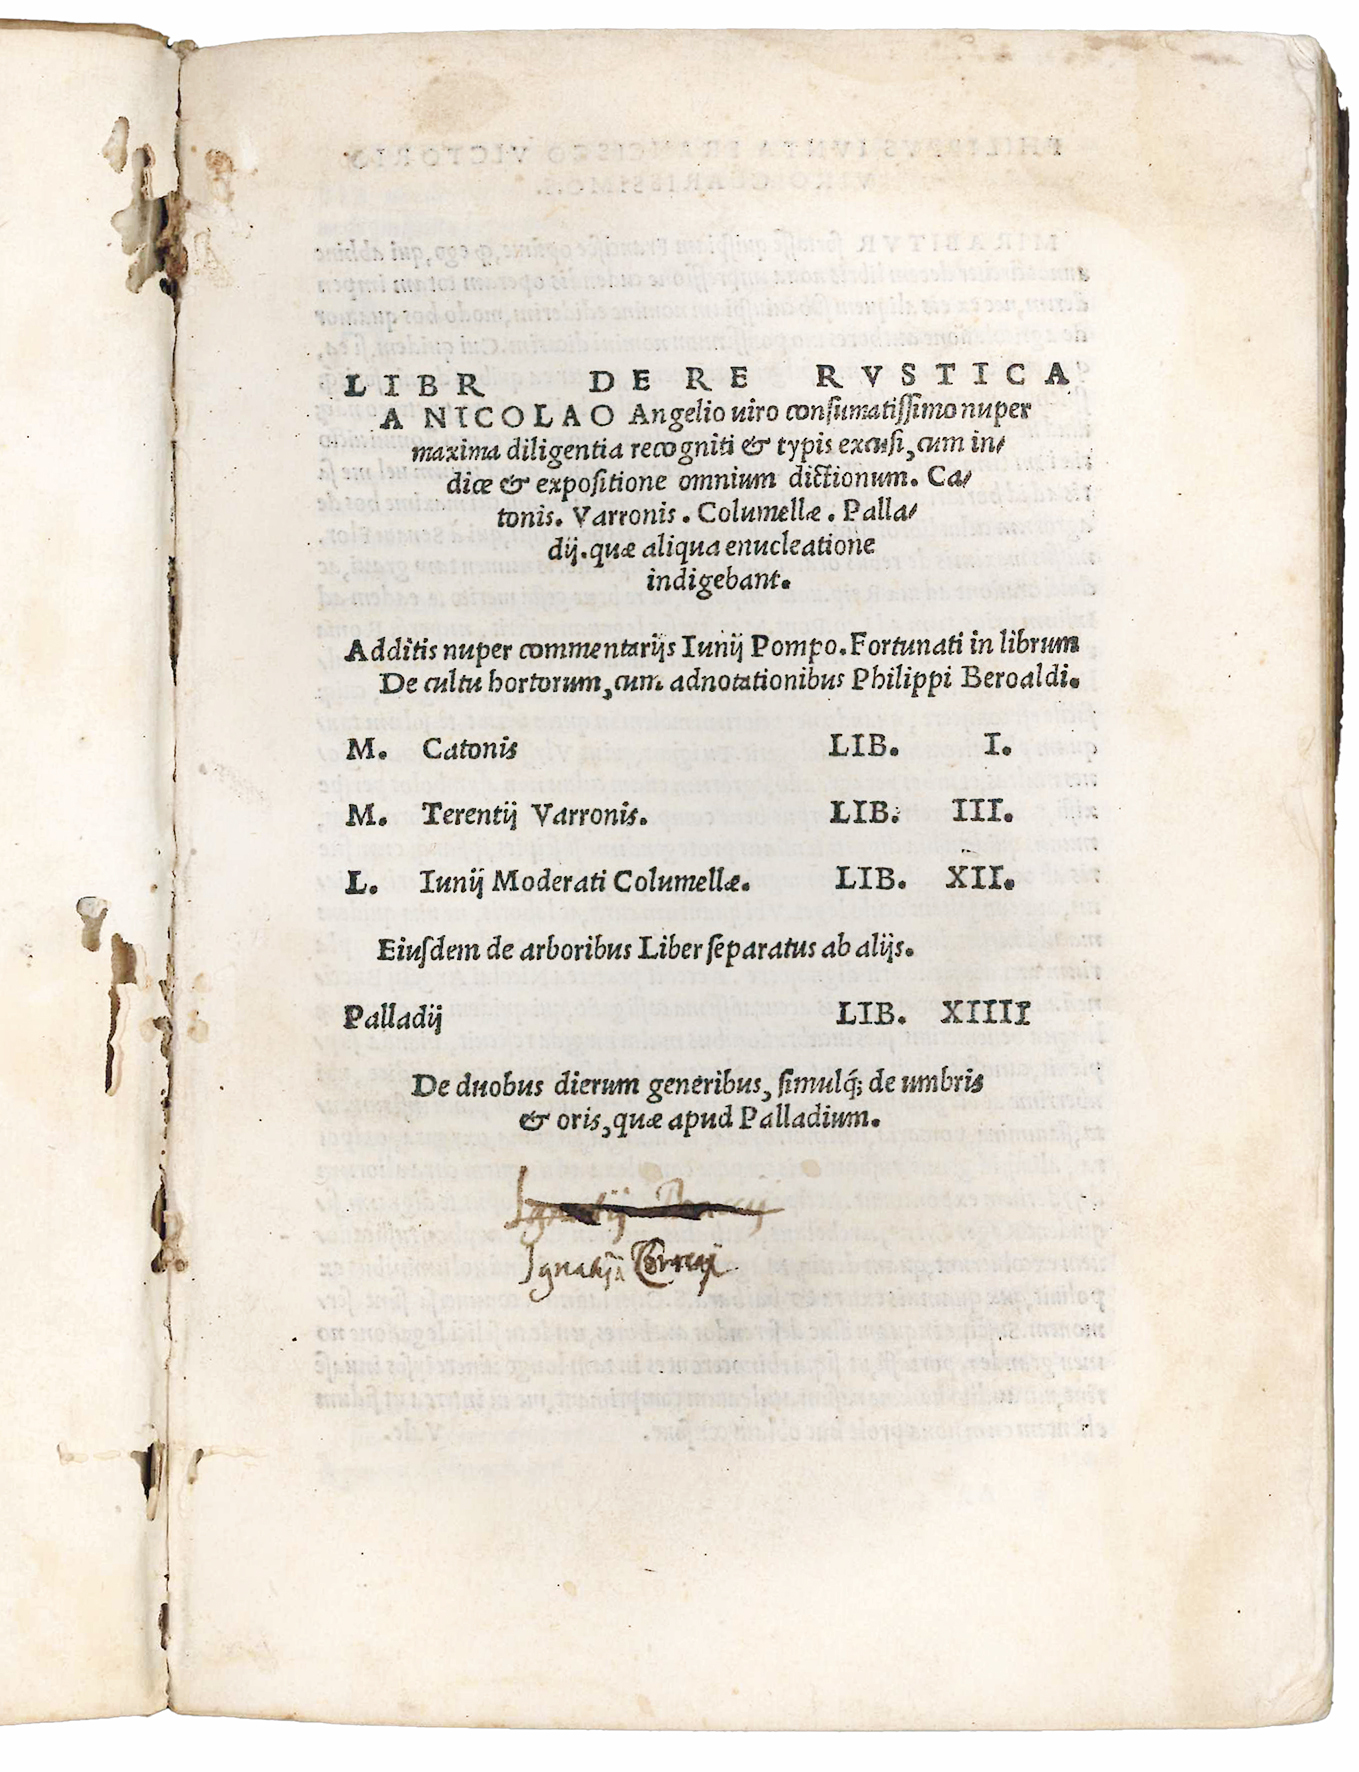 LIBR DE RE RVSTICA
A NICOLAO Angelio uiro consumatissimo nuper
maxima diligentia recogniti & typis excusi, cum in/
dice & expositione omnium dictionum. Ca/
tonis. Varronis. Columellæ. Palla/
dij. quæ aliqua enucleatione
indigebant.
Additis nuper commentarijs Iunij Pompo. Fortunati in librum
De cultu hortorum, cum adnotationibus Philippi Beroaldi.
M. Catonis LIB. I.
M. Terentij Varronis. LIB. III.
L. Iunij Moderati Columellæ. LIB. XII.
Eiusdem de arboribus Liber separatus ab alijs.
Palladij LIB. XIIII
De duobus dierum generibus, simulq; de umbris
& oris, quæ apud Palladium.
Ignatij
Ignatij